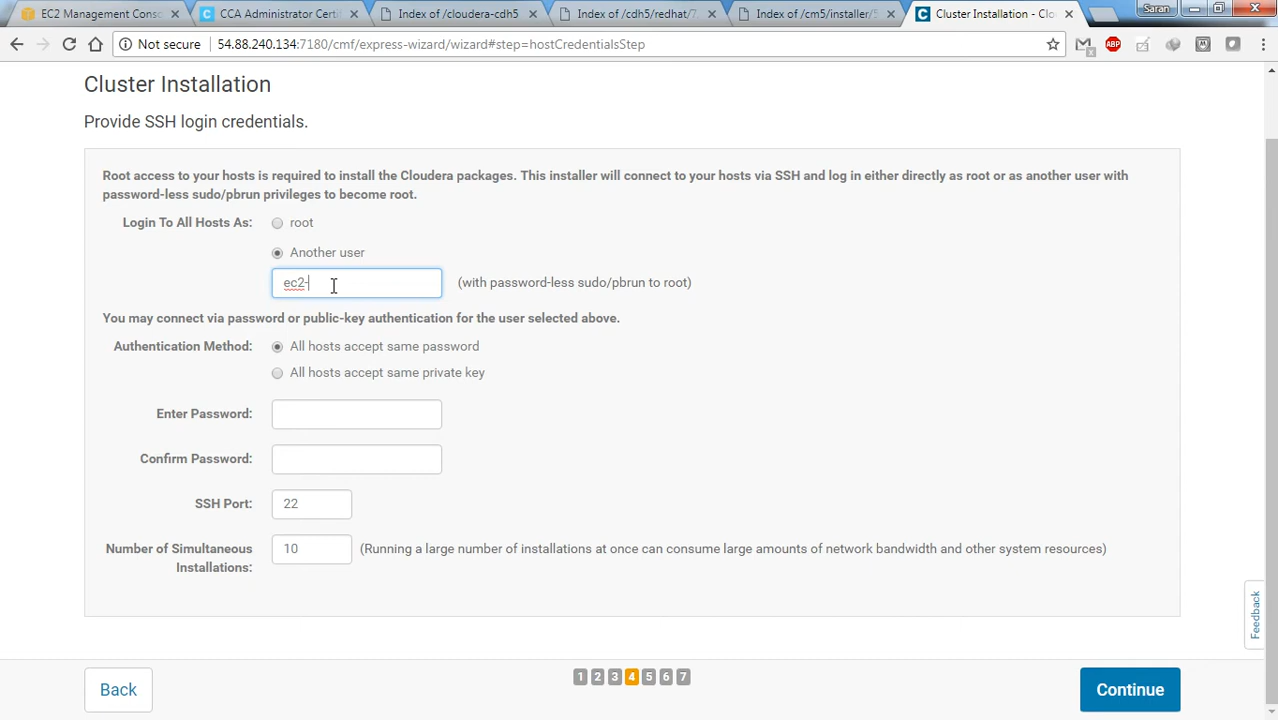 EC2 Management Consc
CCA Administrator Certi
Index of /cloudera-cdh5
Index of /cdh5/redhat/7
Index of /cm5/installer/5
Cluster Installation - Clo
Saran
Not secure
54.88.240.134:7180/cmf/express-wizard/wizard#step=hostCredentialsStep
ABP
Cluster Installation
Provide SSH login credentials.
Root access to your hosts is required to install the Cloudera packages. This installer will connect to your hosts via SSH and log in either directly as root or as another user with
password-less sudo/pbrun privileges to become root.
Login To All Hosts As:
root
Another user
ec2-
(with password-less sudo/pbrun to root)
You may connect via password or public-key authentication for the user selected above.
Authentication Method:
All hosts accept same password
All hosts accept same private key
Enter Password:
Confirm Password:
SSH Port:
22
Number of Simultaneous
Installations:
10
(Running a large number of installations at once can consume large amounts of network bandwidth and other system resources)
Feedback
Back
1 2 3 4 5 6 7
Continue